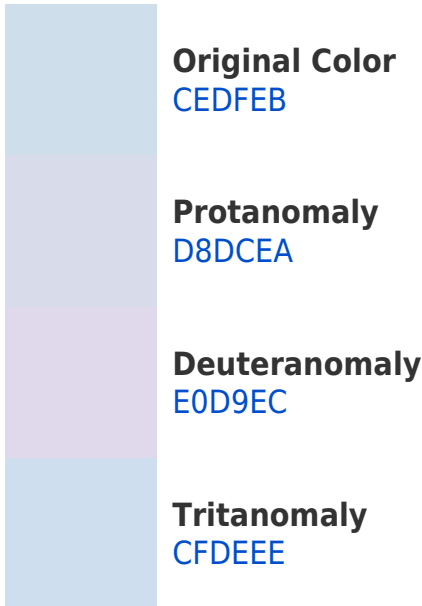 Original Color
CEDFEB
Protanomaly
D8DCEA
Deuteranomaly
E0D9EC
Tritanomaly
CFDEEE